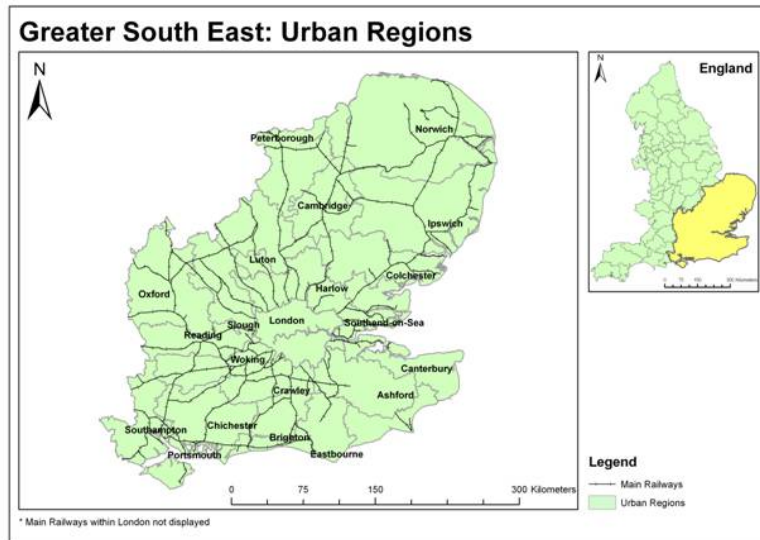 Greater South East: Urban Regions
N
Norwich
Peterborough
Cambridge
Ipswich
Luton
Colchester
Harlow
Oxford
London
Slough
Southend-on-Sea
Reading
Woking
Canterbury
Crawley
Ashford
Chichester
Southampton
Brighton
Portsmouth
Eastbourne
0 75 150 300 Kilometers
N
England
Legend
Main Railways
Urban Regions
* Main Railways within London not displayed